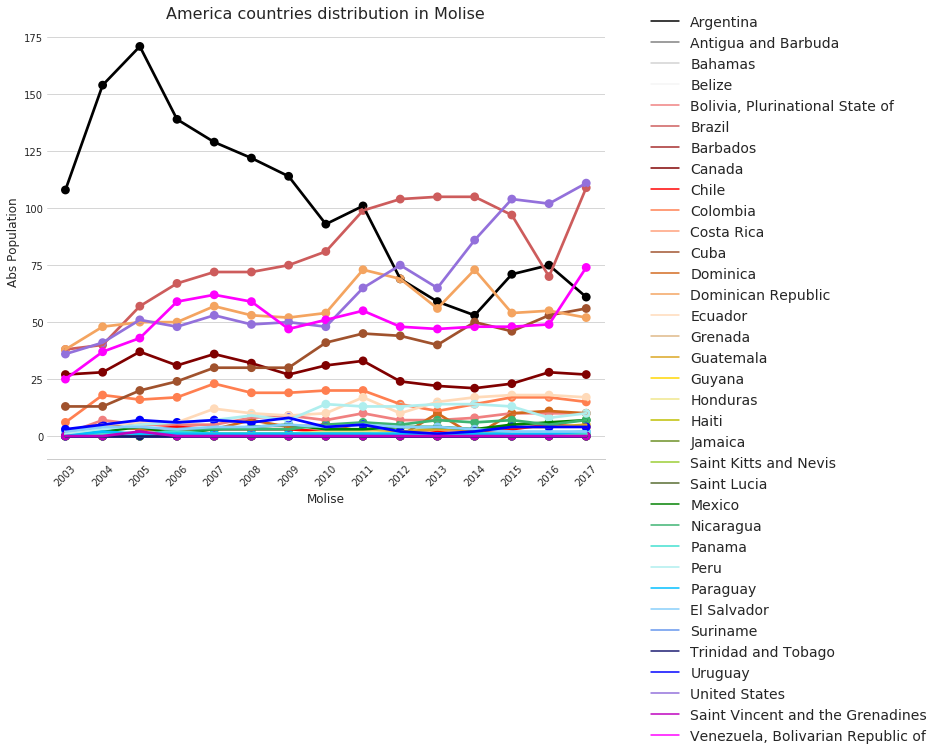 America countries distribution in Molise
Abs Population
175
150
125
100
75
50
25
0
2003
2004
2005
2006
2007
2008
2009
2010
2011
2012
2013
2014
2015
2016
2017
Molise
Argentina
Antigua and Barbuda
Bahamas
Belize
Bolivia, Plurinational State of
Brazil
Barbados
Canada
Chile
Colombia
Costa Rica
Cuba
Dominica
Dominican Republic
Ecuador
Grenada
Guatemala
Guyana
Honduras
Haiti
Jamaica
Saint Kitts and Nevis
Saint Lucia
Mexico
Nicaragua
Panama
Peru
Paraguay
El Salvador
Suriname
Trinidad and Tobago
Uruguay
United States
Saint Vincent and the Grenadines
Venezuela, Bolivarian Republic of